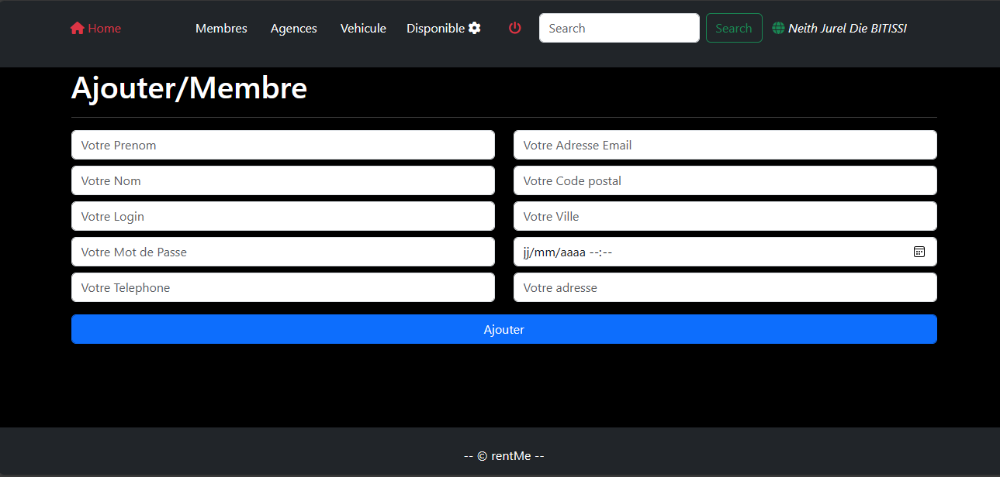 Home Membres Agences Vehicule Disponible Search Search Neith Jurel Die BITISSI
Ajouter/Membre
Votre Prenom Votre Adresse Email
Votre Nom Votre Code postal
Votre Login Votre Ville
Votre Mot de Passe jj/mm/aaaa --:--
Votre Telephone Votre adresse
Ajouter
-- © rentMe --